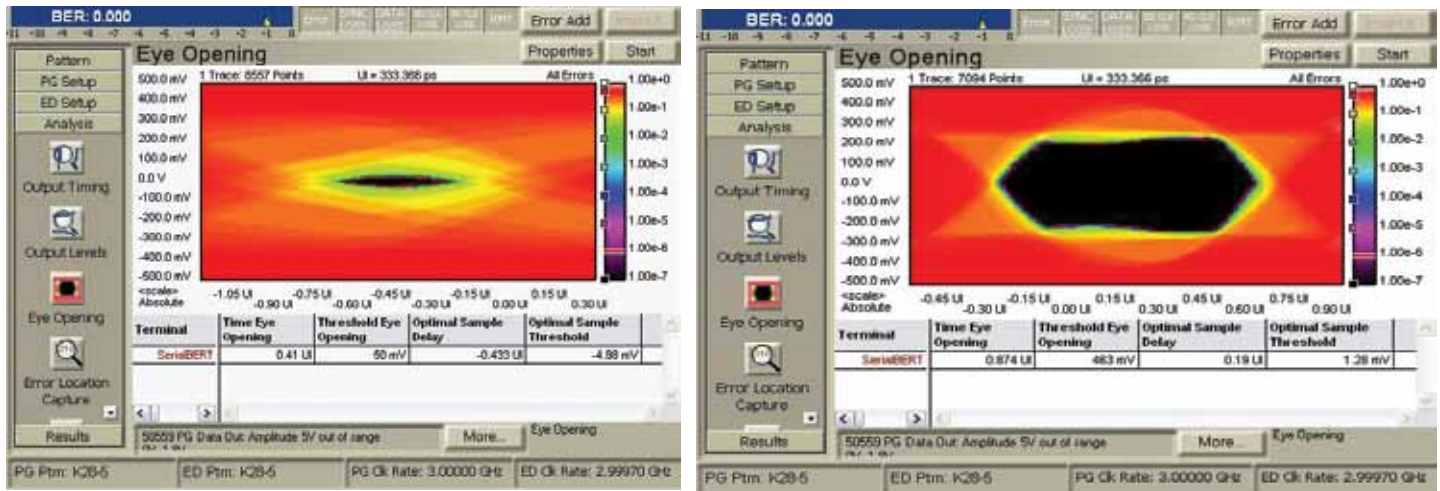 BER: 0.000
Error Add
Eye Opening
Properties
Start
Pattern
PG Setup
ED Setup
Analysis
Output Timing
Output Levels
Eye Opening
Error Location Capture
Results
1 Trace: 8557 Points
UI = 333.366 ps
All Errors
500.0 mV
400.0 mV
300.0 mV
200.0 mV
100.0 mV
0.0 V
-100.0 mV
-200.0 mV
-300.0 mV
-400.0 mV
-500.0 mV
1.00e+0
1.00e-1
1.00e-2
1.00e-3
1.00e-4
1.00e-5
1.00e-6
1.00e-7
<scale>
Absolute
-1.05 UI -0.75 UI -0.45 UI -0.15 UI 0.15 UI
-0.90 UI -0.60 UI -0.30 UI 0.00 UI 0.30 UI
Terminal Time Eye Opening Threshold Eye Opening Optimal Sample Delay Optimal Sample Threshold
SerialBERT 0.41 UI 50 mV -0.433 UI -4.98 mV
50559 PG Data Out: Amplitude 5V out of range
More...
Eye Opening
PG Ptrn: K28-5
ED Ptrn: K28-5
PG Clk Rate: 3.00000 GHz
ED Clk Rate: 2.99970 GHz
BER: 0.000
Error Add
Eye Opening
Properties
Start
Pattern
PG Setup
ED Setup
Analysis
Output Timing
Output Levels
Eye Opening
Error Location Capture
Results
1 Trace: 7094 Points
UI = 333.366 ps
All Errors
500.0 mV
400.0 mV
300.0 mV
200.0 mV
100.0 mV
0.0 V
-100.0 mV
-200.0 mV
-300.0 mV
-400.0 mV
-500.0 mV
1.00e+0
1.00e-1
1.00e-2
1.00e-3
1.00e-4
1.00e-5
1.00e-6
1.00e-7
<scale>
Absolute
-0.45 UI -0.15 UI 0.15 UI 0.45 UI 0.75 UI
-0.30 UI 0.00 UI 0.30 UI 0.60 UI 0.90 UI
Terminal Time Eye Opening Threshold Eye Opening Optimal Sample Delay Optimal Sample Threshold
SerialBERT 0.874 UI 463 mV 0.19 UI 1.28 mV
50559 PG Data Out: Amplitude 5V out of range
More...
Eye Opening
PG Ptrn: K28-5
ED Ptrn: K28-5
PG Clk Rate: 3.00000 GHz
ED Clk Rate: 2.99970 GHz